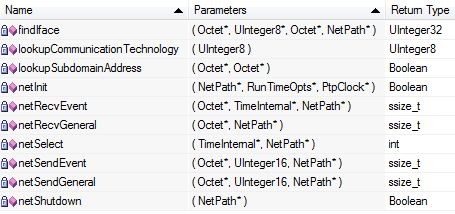 Name Parameters Return Type
findIface ( Octet*, UInteger8*, Octet*, NetPath* ) UInteger32
lookupCommunicationTechnology ( UInteger8 ) UInteger8
lookupSubdomainAddress ( Octet*, Octet* ) Boolean
netInit ( NetPath*, RunTimeOpts*, PtpClock* ) Boolean
netRecvEvent ( Octet*, TimeInternal*, NetPath* ) ssize_t
netRecvGeneral ( Octet*, NetPath* ) ssize_t
netSelect ( TimeInternal*, NetPath* ) int
netSendEvent ( Octet*, UInteger16, NetPath* ) ssize_t
netSendGeneral ( Octet*, UInteger16, NetPath* ) ssize_t
netShutdown ( NetPath* ) Boolean